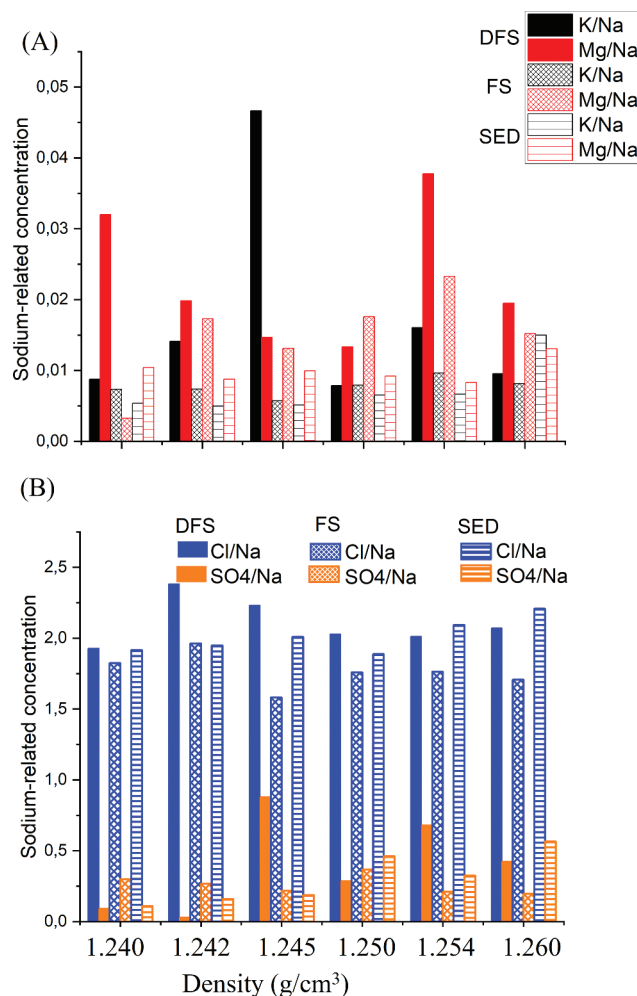 (A)
DFS
K/Na
Mg/Na
FS
K/Na
Mg/Na
SED
K/Na
Mg/Na
Sodium-related concentration
0,05
0,04
0,03
0,02
0,01
0,00
(B)
DFS FS SED
Cl/Na Cl/Na Cl/Na
SO4/Na SO4/Na SO4/Na
Sodium-related concentration
2,5
2,0
1,5
1,0
0,5
0,0
1.240 1.242 1.245 1.250 1.254 1.260
Density (g/cm³)